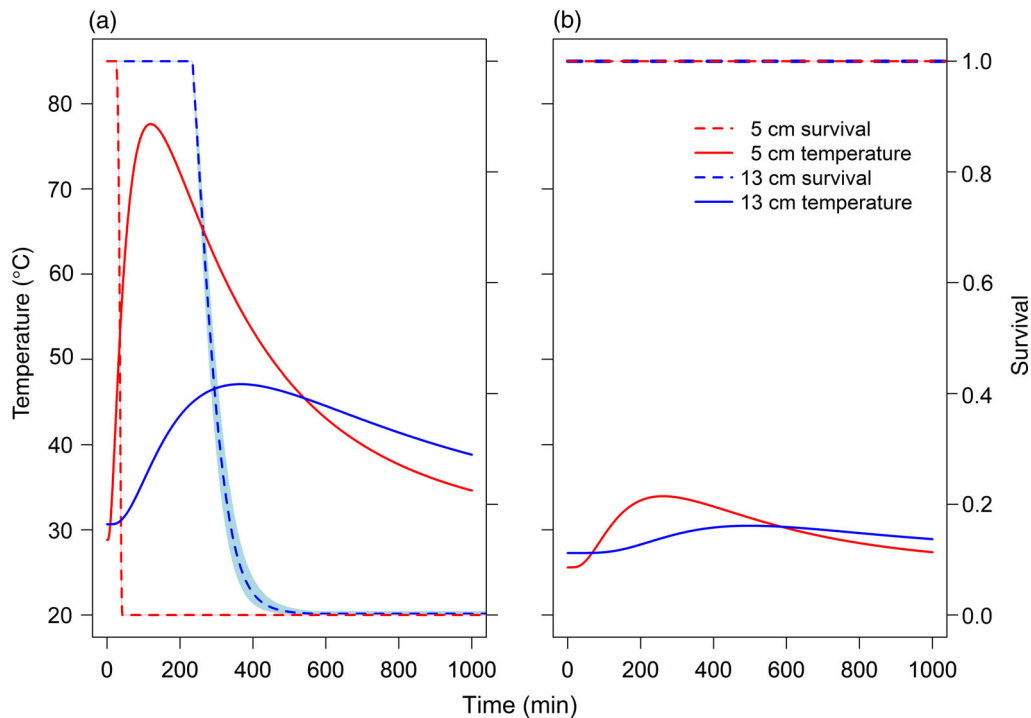 (a)
(b)
80
70
60
50
40
30
20
Temperature (°C)
0
200
400
600
800
1000
5 cm survival
5 cm temperature
13 cm survival
13 cm temperature
1.0
0.8
0.6
0.4
0.2
0.0
Survival
0
200
400
600
800
1000
Time (min)